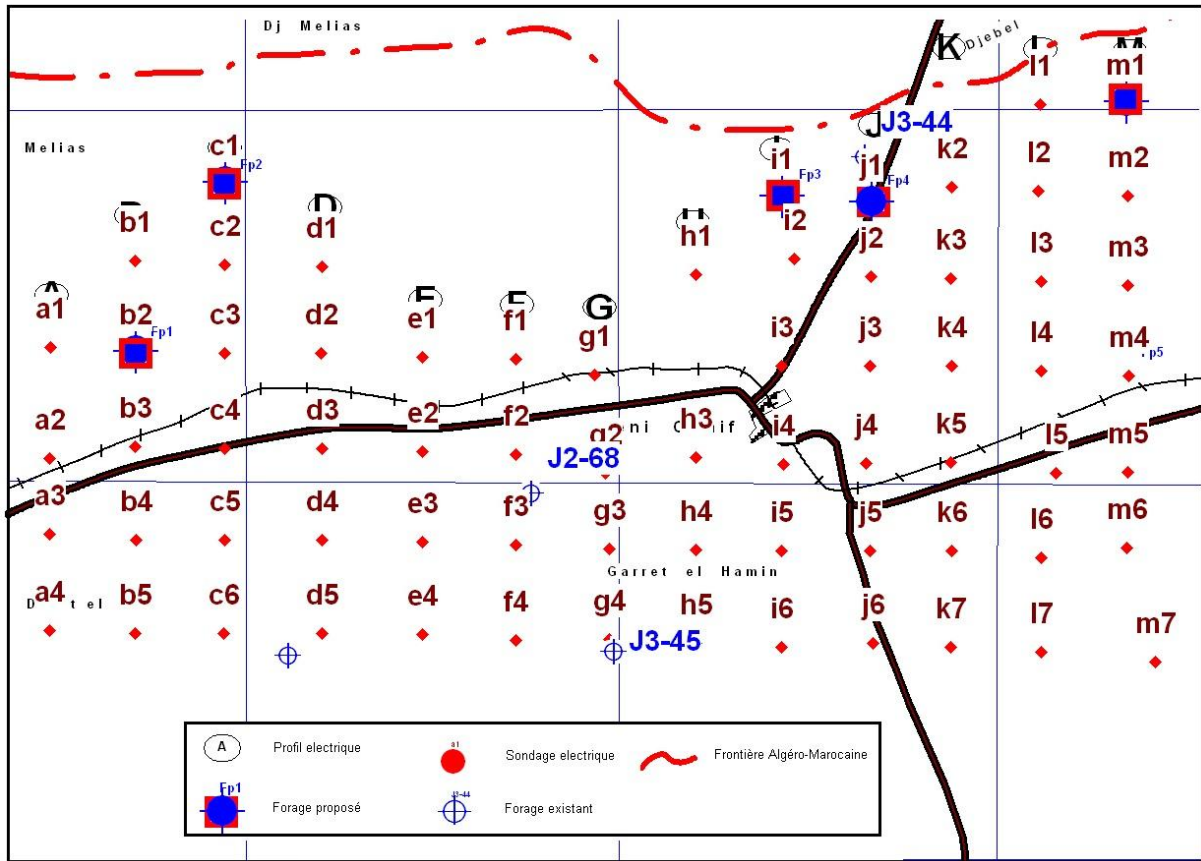 Dj Melias
K
Djebel
l1
m1
J3-44
Melias
c1
Fp2
i1
j1
k2
l2
m2
Fp3
Fp4
b1
c2
D
d1
H
h1
i2
j2
k3
l3
m3
A
a1
b2
Fp1
c3
d2
E
e1
F
f1
G
g1
i3
j3
k4
l4
m4
p5
a2
b3
c4
d3
e2
f2
g2
h3
i4
j4
k5
l5
m5
J2-68
a3
b4
c5
d4
e3
f3
g3
h4
i5
j5
k6
l6
m6
Garret el Hamin
a4
b5
c6
d5
e4
f4
g4
h5
i6
j6
k7
l7
m7
J3-45
A
Profil electrique
a1
Sondage electrique
Frontière Algéro-Marocaine
Fp1
Forage proposé
J3-44
Forage existant